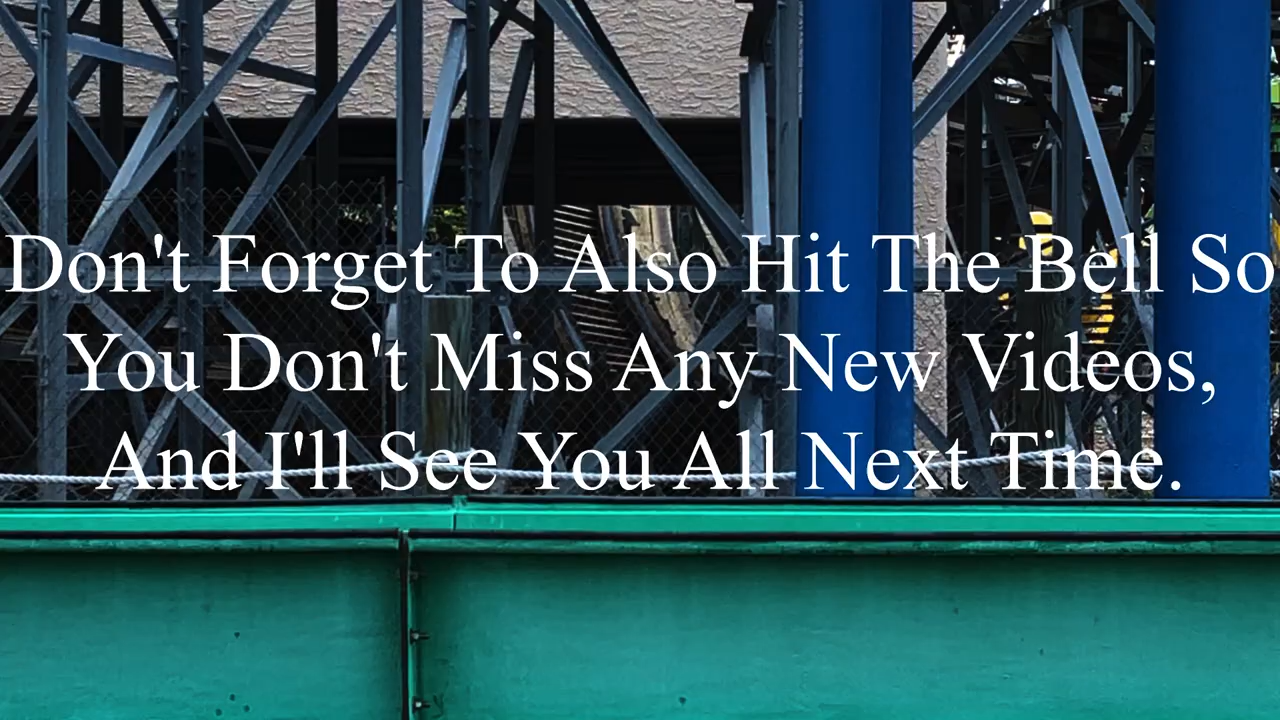 Don't Forget To Also Hit The Bell So
You Don't Miss Any New Videos,
And I'll See You All Next Time.